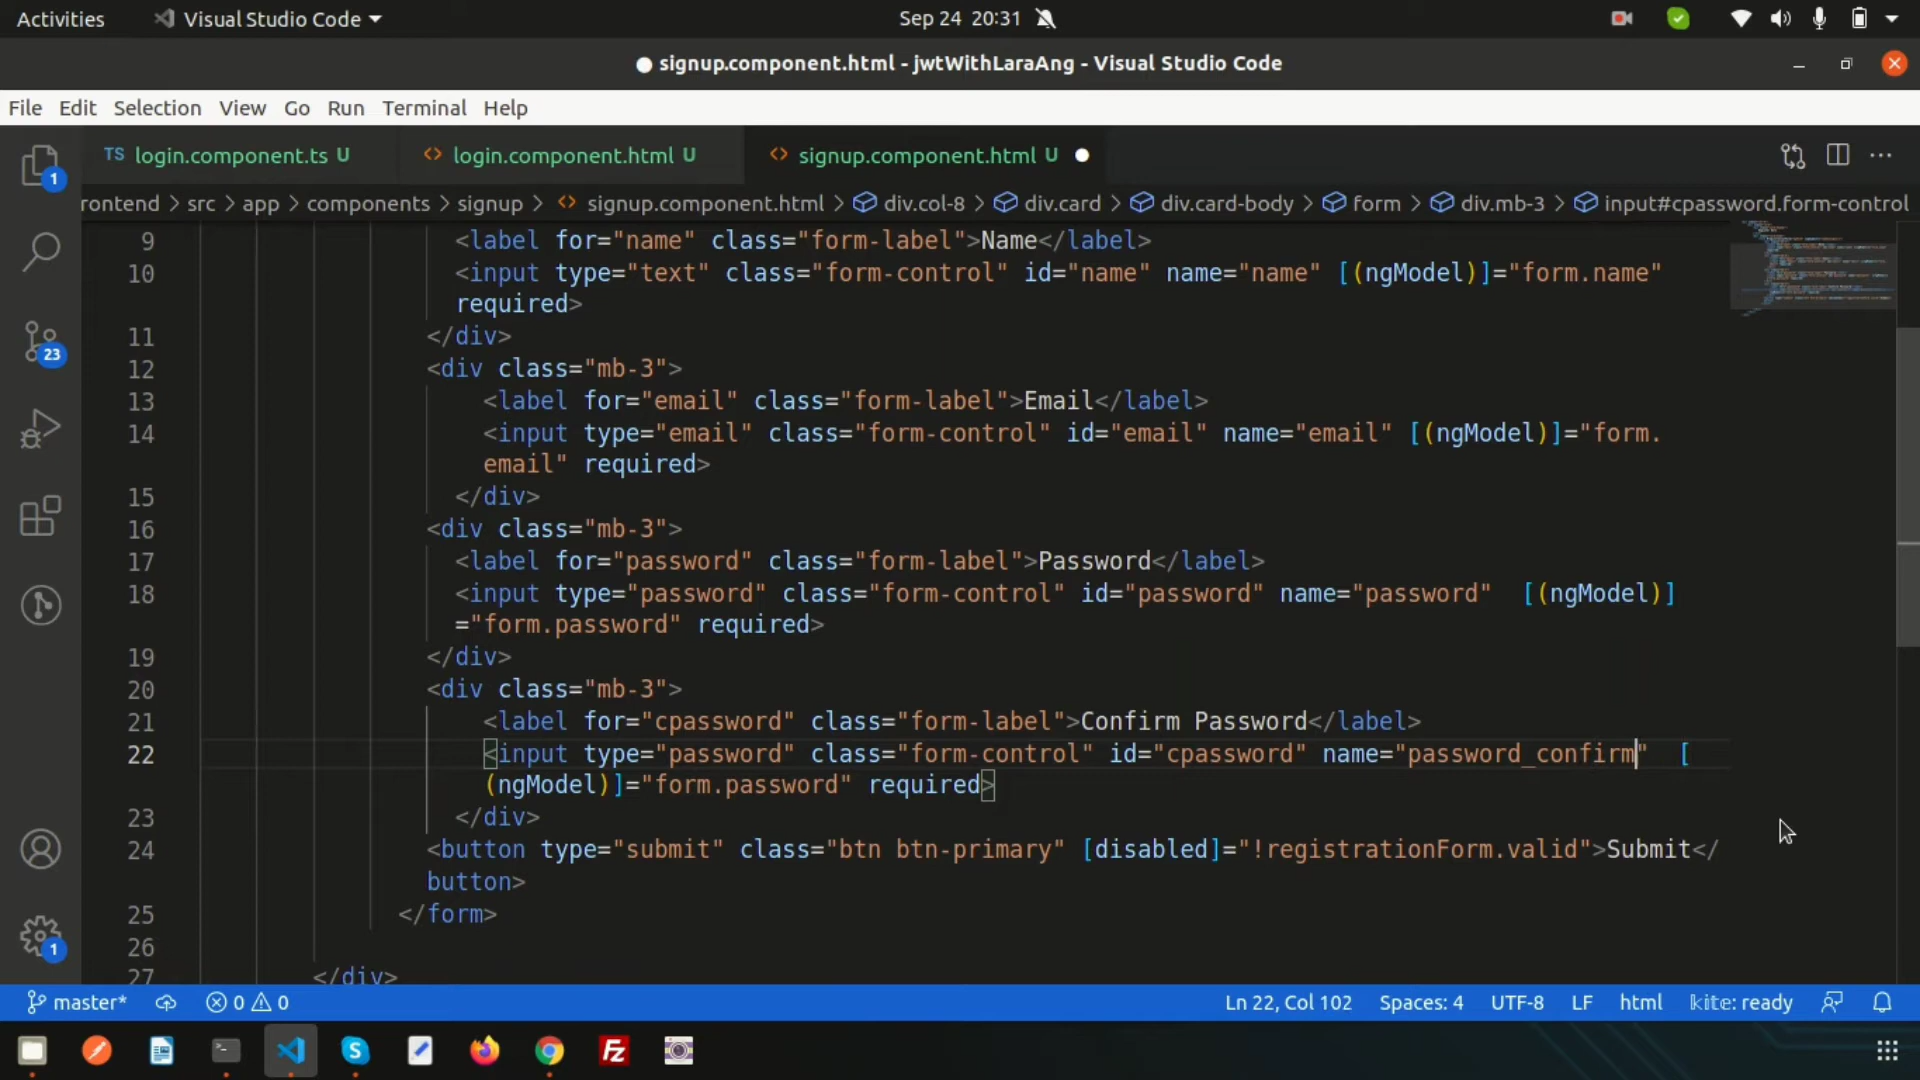 Activities Visual Studio Code Sep 24 20:31
signup.component.html - jwtWithLaraAng - Visual Studio Code
File Edit Selection View Go Run Terminal Help
1 TS login.component.ts U <> login.component.html U <> signup.component.html U
rontend > src > app > components > signup > <> signup.component.html > div.col-8 > div.card > div.card-body > form > div.mb-3 > input#cpassword.form-control
9 <label for="name" class="form-label">Name</label>
10 <input type="text" class="form-control" id="name" name="name" [(ngModel)]="form.name"
required>
11 </div>
23
12 <div class="mb-3">
13 <label for="email" class="form-label">Email</label>
14 <input type="email" class="form-control" id="email" name="email" [(ngModel)]="form.
email" required>
15 </div>
16 <div class="mb-3">
17 <label for="password" class="form-label">Password</label>
18 <input type="password" class="form-control" id="password" name="password"  [(ngModel)]
="form.password" required>
19 </div>
20 <div class="mb-3">
21 <label for="cpassword" class="form-label">Confirm Password</label>
22 <input type="password" class="form-control" id="cpassword" name="password_confirm"  [
(ngModel)]="form.password" required>
23 </div>
24 <button type="submit" class="btn btn-primary" [disabled]="!registrationForm.valid">Submit</
button>
25 </form>
26
1
27 </div>
master* 0 0 Ln 22, Col 102 Spaces: 4 UTF-8 LF html kite: ready